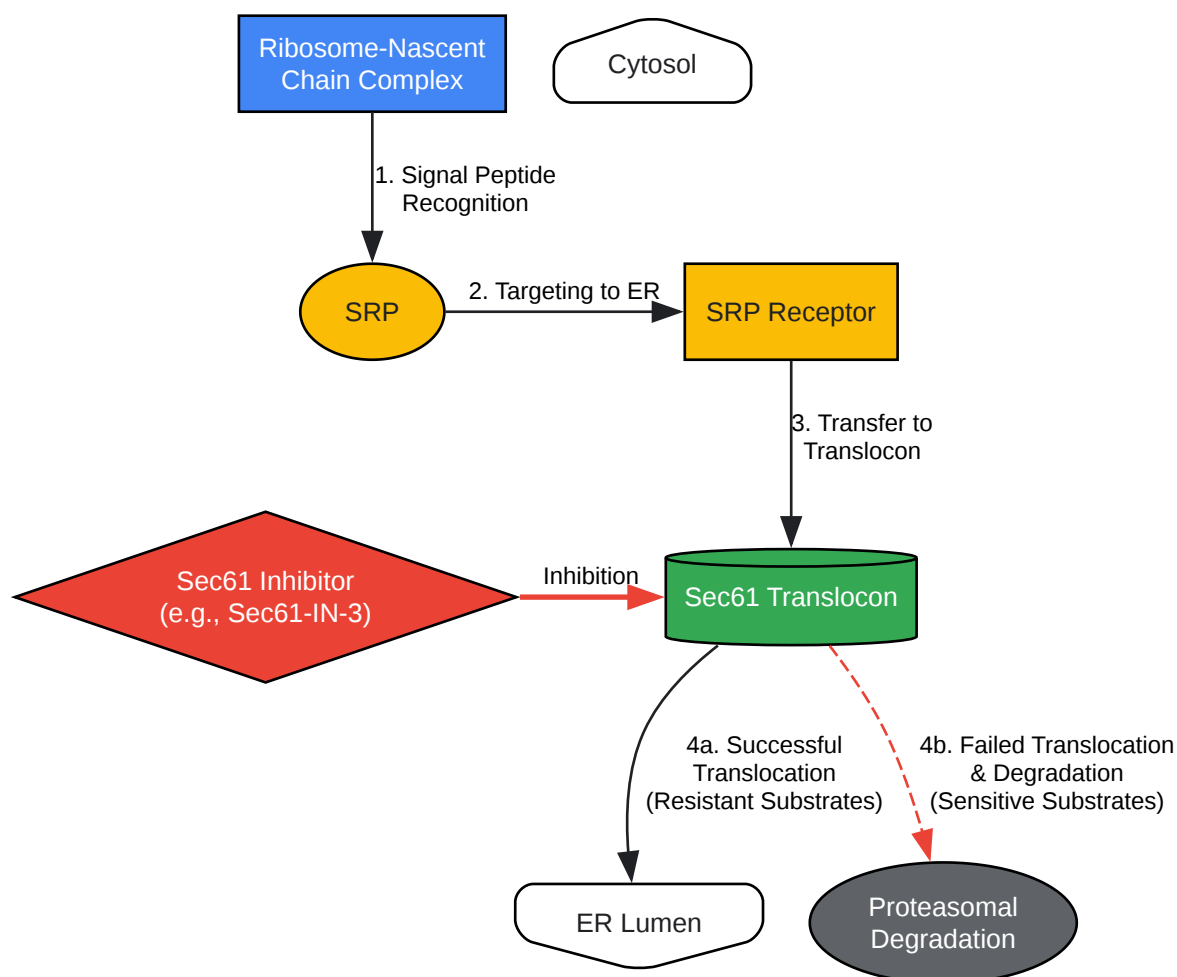 Ribosome-Nascent
Chain Complex
Cytosol
1. Signal Peptide
Recognition
SRP
2. Targeting to ER
SRP Receptor
3. Transfer to
Translocon
Sec61 Inhibitor
(e.g., Sec61-IN-3)
Inhibition
Sec61 Translocon
4a. Successful
Translocation
(Resistant Substrates)
4b. Failed Translocation
& Degradation
(Sensitive Substrates)
ER Lumen
Proteasomal
Degradation